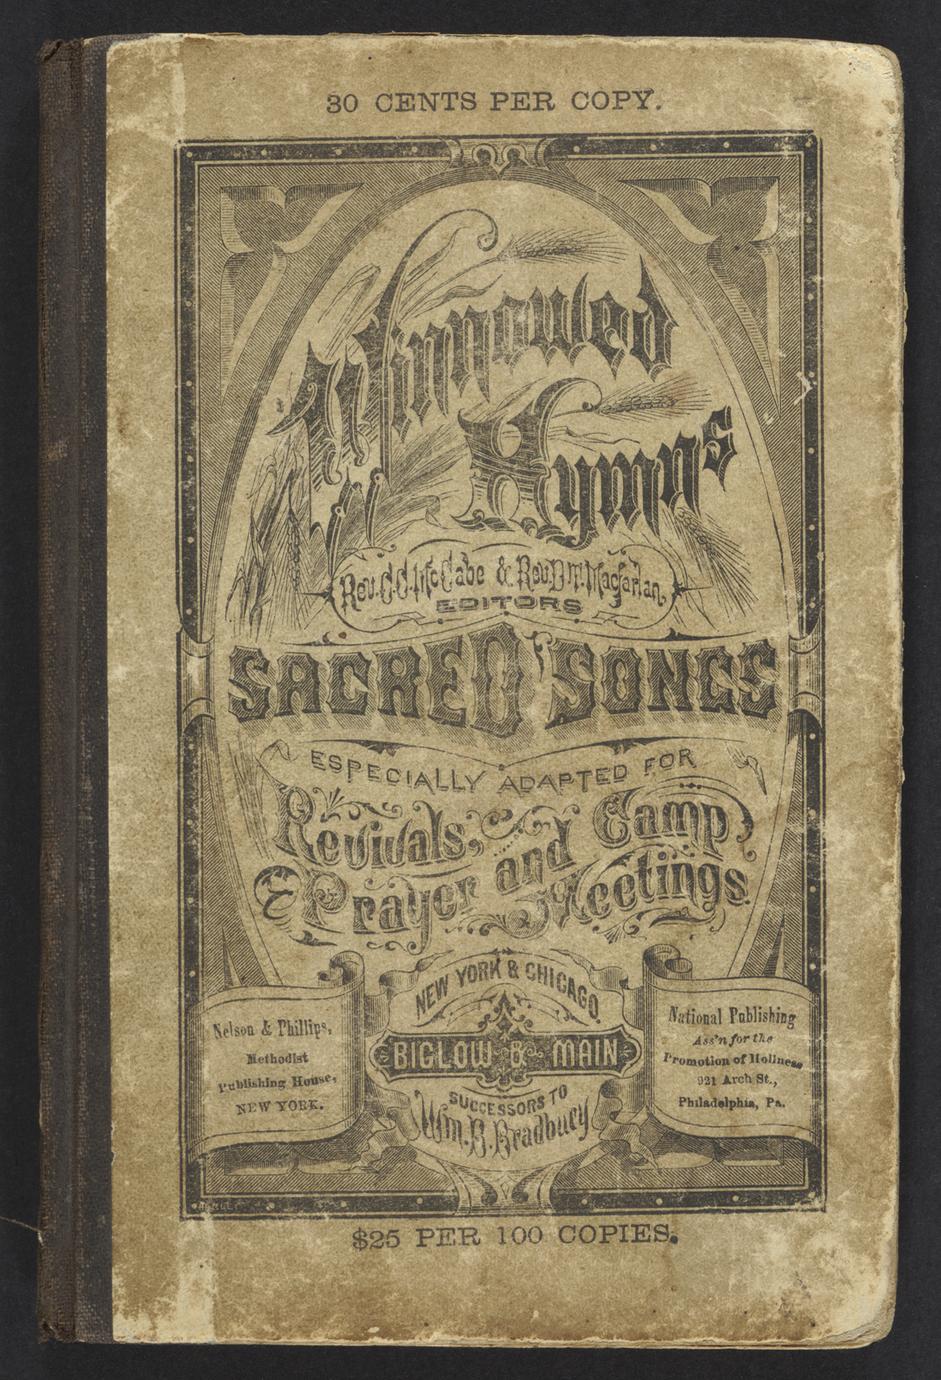 30 CENTS PER COPY.
Winnowed
Hymns
Rev. C.C. McCabe & Rev. D.T. Macfarlan,
EDITORS
SACRED SONGS
ESPECIALLY ADAPTED FOR
Revivals,
Prayer and Camp
Meetings.
NEW YORK & CHICAGO.
BIGLOW & MAIN
SUCCESSORS TO
Wm. B. Bradbury
Nelson & Phillips,
Methodist
Publishing House,
NEW YORK.
National Publishing
Ass'n for the
Promotion of Holiness
921 Arch St.,
Philadelphia, Pa.
$25 PER 100 COPIES.